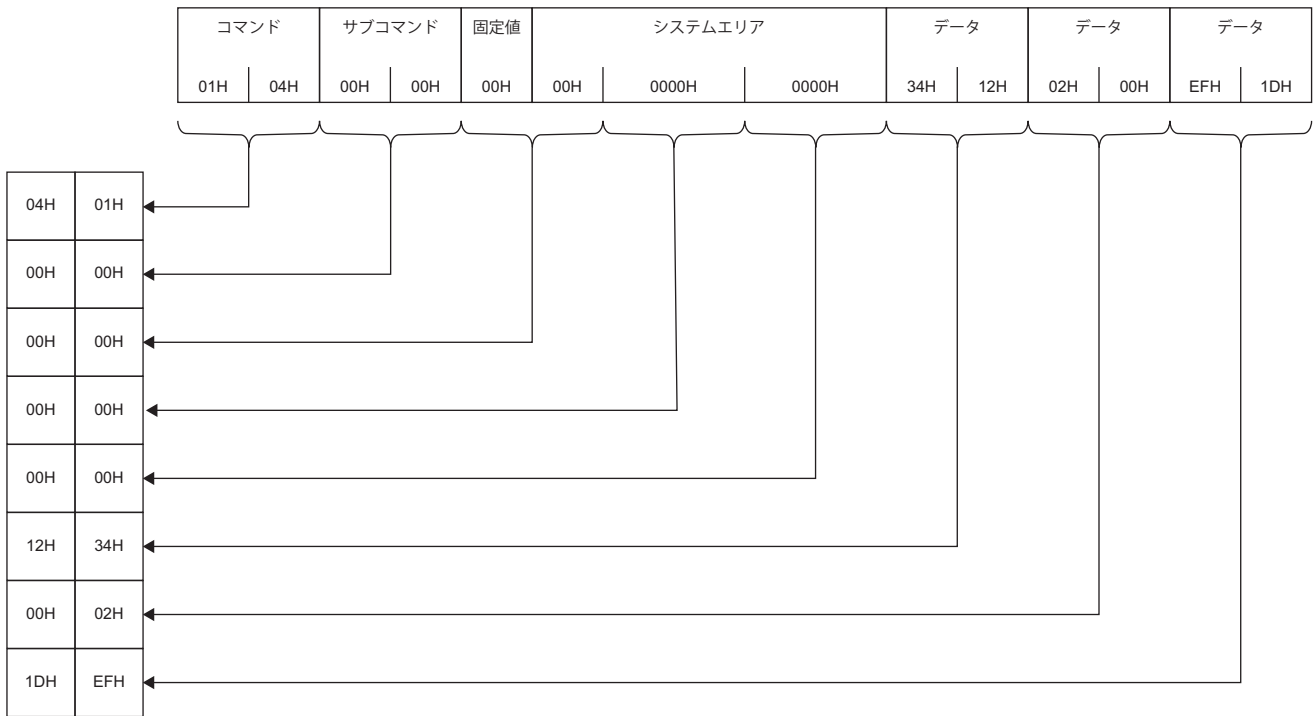 コマンド サブコマンド 固定値 システムエリア データ データ データ
01H 04H 00H 00H 00H 00H 0000H 0000H 34H 12H 02H 00H EFH 1DH
04H 01H
00H 00H
00H 00H
00H 00H
00H 00H
12H 34H
00H 02H
1DH EFH